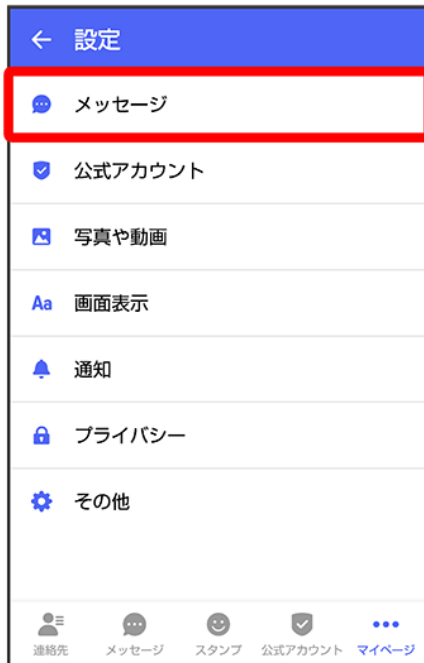 設定
メッセージ
公式アカウント
写真や動画
Aa 画面表示
通知
プライバシー
その他
連絡先 メッセージ スタンプ 公式アカウント マイページ